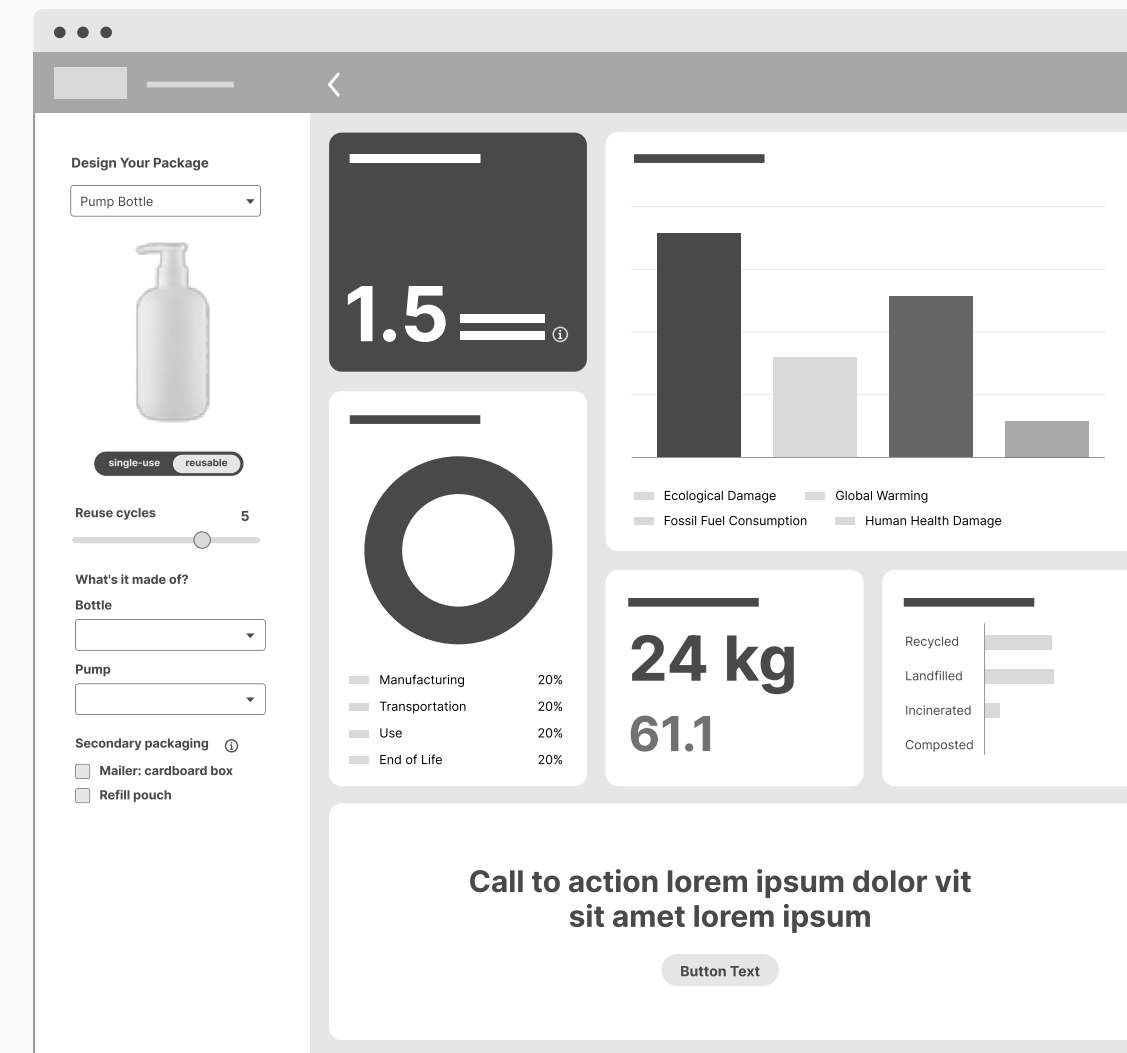 Design Your Package
Pump Bottle
single-use reusable
Reuse cycles 5
What's it made of?
Bottle
Pump
Secondary packaging
Mailer: cardboard box
Refill pouch
1.5
Manufacturing 20%
Transportation 20%
Use 20%
End of Life 20%
Ecological Damage Global Warming
Fossil Fuel Consumption Human Health Damage
24 kg
61.1
Recycled
Landfilled
Incinerated
Composted
Call to action lorem ipsum dolor vit
sit amet lorem ipsum
Button Text